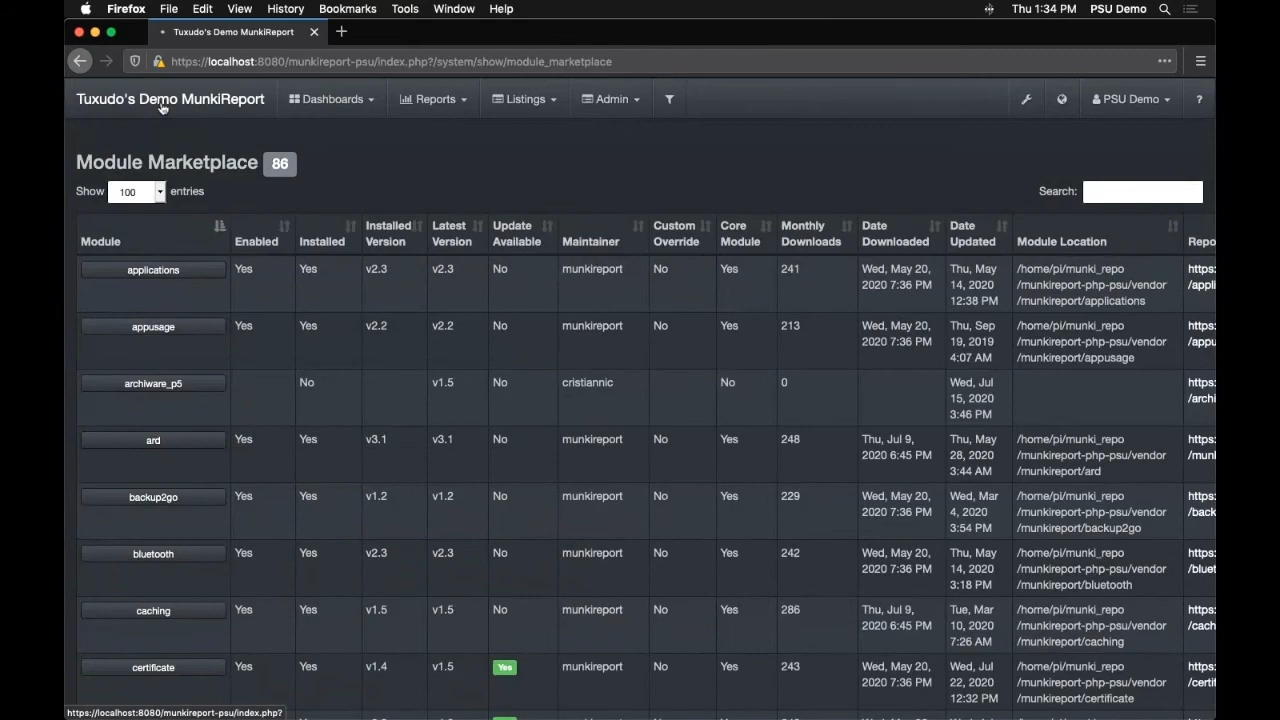 Firefox File Edit View History Bookmarks Tools Window Help Thu 1:34 PM PSU Demo
Tuxudo's Demo MunkiReport
https://localhost:8080/munkireport-psu/index.php?/system/show/module_marketplace
Tuxudo's Demo MunkiReport Dashboards Reports Listings Admin PSU Demo ?
Module Marketplace 86
Show 100 entries Search:
Module Enabled Installed Installed Version Latest Version Update Available Maintainer Custom Override Core Module Monthly Downloads Date Downloaded Date Updated Module Location Repo
applications Yes Yes v2.3 v2.3 No munkireport No Yes 241 Wed, May 20, 2020 7:36 PM Thu, May 14, 2020 12:38 PM /home/pi/munki_repo/munkireport-php-psu/vendor/munkireport/applications https:/appli
appusage Yes Yes v2.2 v2.2 No munkireport No Yes 213 Wed, May 20, 2020 7:36 PM Thu, Sep 19, 2019 4:07 AM /home/pi/munki_repo/munkireport-php-psu/vendor/munkireport/appusage https:/appu
archiware_p5 No v1.5 No cristiannic No 0 Wed, Jul 15, 2020 3:46 PM https:/archi
ard Yes Yes v3.1 v3.1 No munkireport No Yes 248 Thu, Jul 9, 2020 6:45 PM Thu, May 28, 2020 3:44 AM /home/pi/munki_repo/munkireport-php-psu/vendor/munkireport/ard https:/munl
backup2go Yes Yes v1.2 v1.2 No munkireport No Yes 229 Wed, May 20, 2020 7:36 PM Wed, Mar 4, 2020 3:54 PM /home/pi/munki_repo/munkireport-php-psu/vendor/munkireport/backup2go https:/back
bluetooth Yes Yes v2.3 v2.3 No munkireport No Yes 242 Wed, May 20, 2020 7:36 PM Thu, May 14, 2020 3:18 PM /home/pi/munki_repo/munkireport-php-psu/vendor/munkireport/bluetooth https:/bluet
caching Yes Yes v1.5 v1.5 No munkireport No Yes 286 Thu, Jul 9, 2020 6:45 PM Tue, Mar 10, 2020 7:26 AM /home/pi/munki_repo/munkireport-php-psu/vendor/munkireport/caching https:/cach
certificate Yes Yes v1.4 v1.5 Yes munkireport No Yes 243 Wed, May 20, 2020 7:36 PM Wed, Jul 22, 2020 12:32 PM /home/pi/munki_repo/munkireport-php-psu/vendor/munkireport/certificate https:/certif
https://localhost:8080/munkireport-psu/index.php?